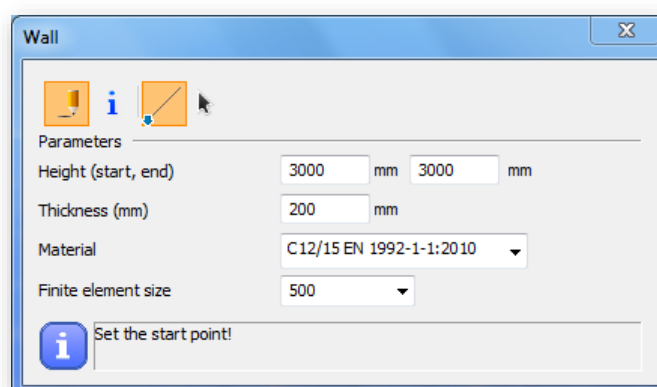 Wall
Parameters
Height (start, end) 3000 mm 3000 mm
Thickness (mm) 200 mm
Material C12/15 EN 1992-1-1:2010
Finite element size 500
Set the start point!